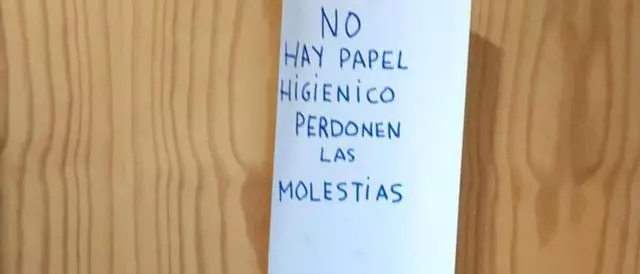 NO
HAY PAPEL
HIGIENICO
PERDONEN
LAS
MOLESTIAS